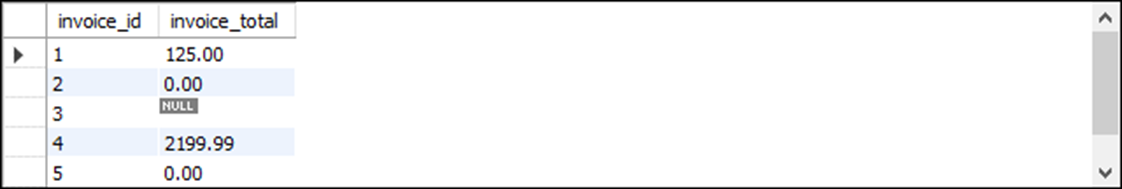 invoice_id invoice_total
1 125.00
2 0.00
3 NULL
4 2199.99
5 0.00